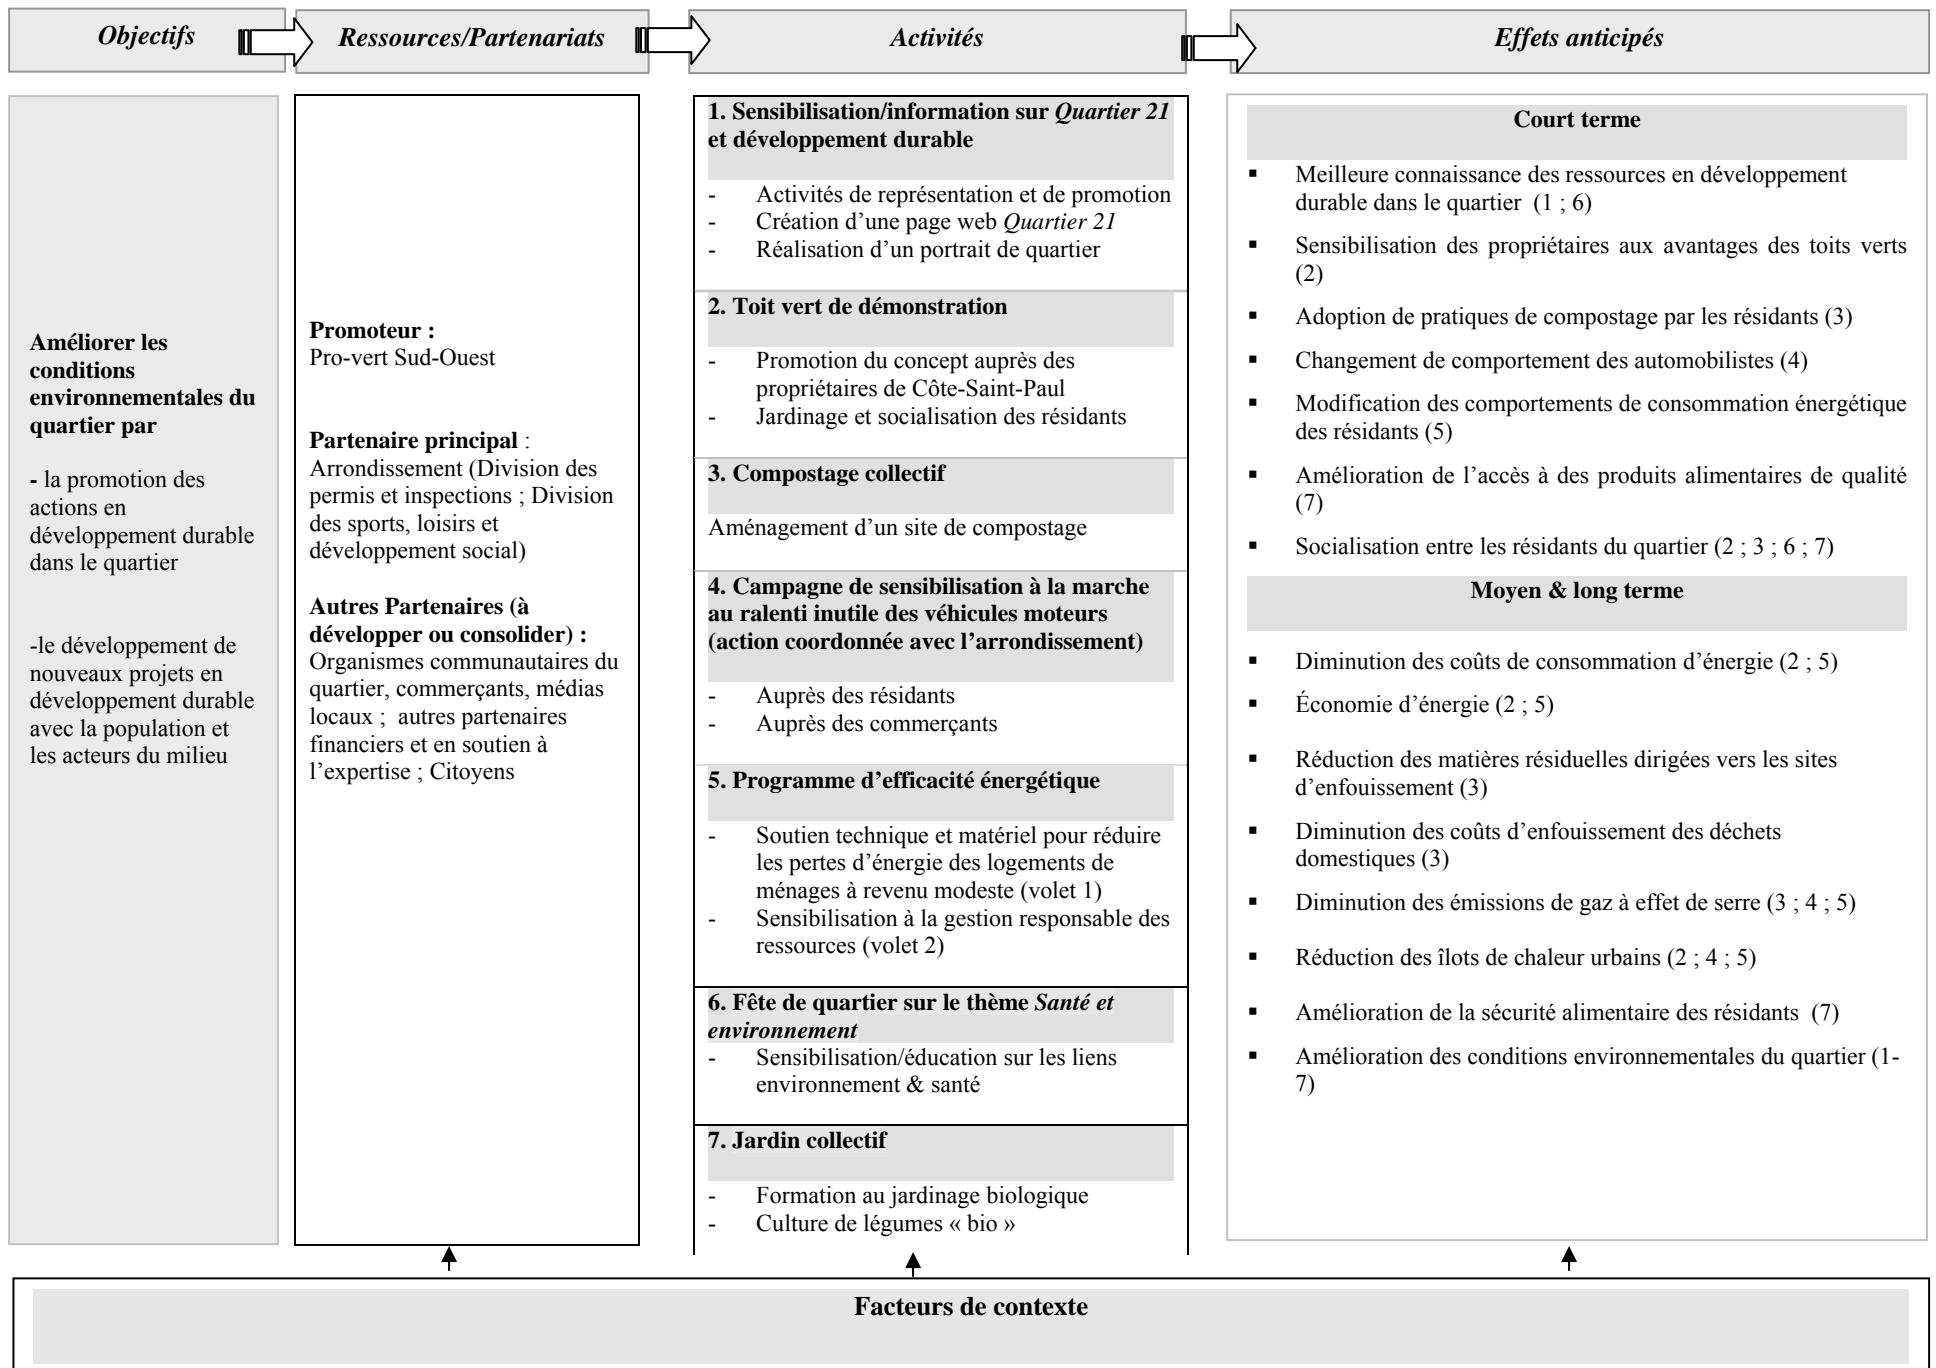 Objectifs
Ressources/Partenariats
Activités
Effets anticipés
Améliorer les
conditions
environnementales du
quartier par
- la promotion des
actions en
développement durable
dans le quartier
-le développement de
nouveaux projets en
développement durable
avec la population et
les acteurs du milieu
Promoteur :
Pro-vert Sud-Ouest
Partenaire principal :
Arrondissement (Division des
permis et inspections ; Division
des sports, loisirs et
développement social)
Autres Partenaires (à
développer ou consolider) :
Organismes communautaires du
quartier, commerçants, médias
locaux ; autres partenaires
financiers et en soutien à
l’expertise ; Citoyens
1. Sensibilisation/information sur Quartier 21
et développement durable
- Activités de représentation et de promotion
- Création d’une page web Quartier 21
- Réalisation d’un portrait de quartier
2. Toit vert de démonstration
- Promotion du concept auprès des
propriétaires de Côte-Saint-Paul
- Jardinage et socialisation des résidants
3. Compostage collectif
Aménagement d’un site de compostage
4. Campagne de sensibilisation à la marche
au ralenti inutile des véhicules moteurs
(action coordonnée avec l’arrondissement)
- Auprès des résidants
- Auprès des commerçants
5. Programme d’efficacité énergétique
- Soutien technique et matériel pour réduire
les pertes d’énergie des logements de
ménages à revenu modeste (volet 1)
- Sensibilisation à la gestion responsable des
ressources (volet 2)
6. Fête de quartier sur le thème Santé et
environnement
- Sensibilisation/éducation sur les liens
environnement & santé
7. Jardin collectif
- Formation au jardinage biologique
- Culture de légumes « bio »
Court terme
▪ Meilleure connaissance des ressources en développement
durable dans le quartier (1 ; 6)
▪ Sensibilisation des propriétaires aux avantages des toits verts
(2)
▪ Adoption de pratiques de compostage par les résidants (3)
▪ Changement de comportement des automobilistes (4)
▪ Modification des comportements de consommation énergétique
des résidants (5)
▪ Amélioration de l’accès à des produits alimentaires de qualité
(7)
▪ Socialisation entre les résidants du quartier (2 ; 3 ; 6 ; 7)
Moyen & long terme
▪ Diminution des coûts de consommation d’énergie (2 ; 5)
▪ Économie d’énergie (2 ; 5)
▪ Réduction des matières résiduelles dirigées vers les sites
d’enfouissement (3)
▪ Diminution des coûts d’enfouissement des déchets
domestiques (3)
▪ Diminution des émissions de gaz à effet de serre (3 ; 4 ; 5)
▪ Réduction des îlots de chaleur urbains (2 ; 4 ; 5)
▪ Amélioration de la sécurité alimentaire des résidants (7)
▪ Amélioration des conditions environnementales du quartier (1-
7)
Facteurs de contexte